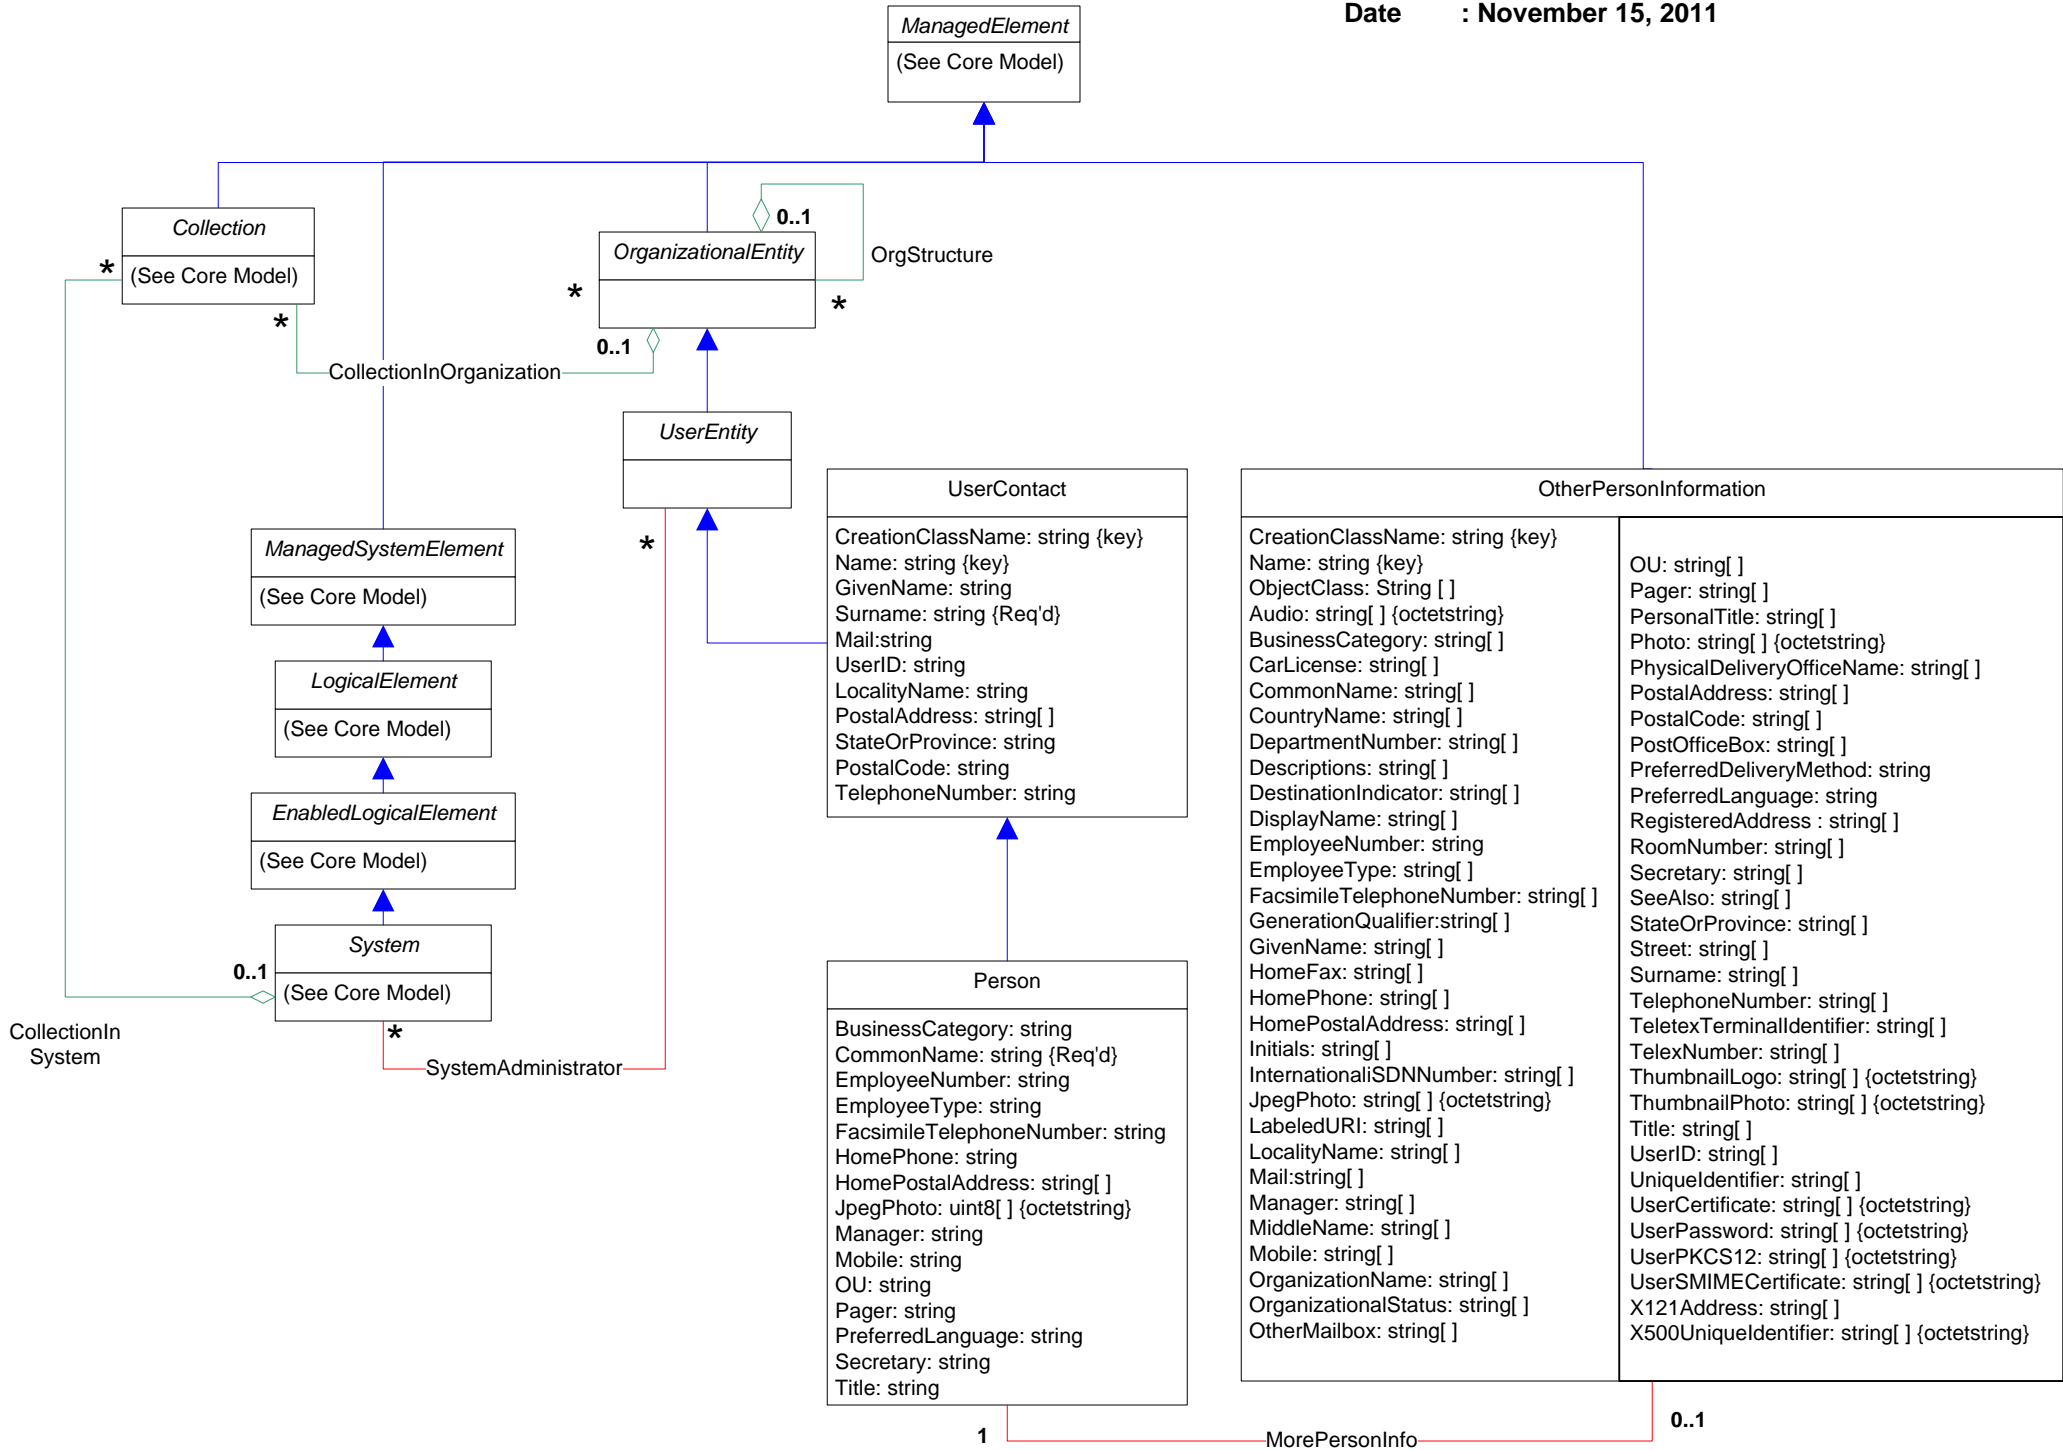 Date : November 15, 2011
ManagedElement
(See Core Model)
Collection
(See Core Model)
*
*
0..1
OrganizationalEntity
OrgStructure
*
*
0..1
CollectionInOrganization
UserEntity
*
ManagedSystemElement
(See Core Model)
LogicalElement
(See Core Model)
EnabledLogicalElement
(See Core Model)
System
(See Core Model)
0..1
*
CollectionIn
System
SystemAdministrator
UserContact
CreationClassName: string {key}
Name: string {key}
GivenName: string
Surname: string {Req'd}
Mail:string
UserID: string
LocalityName: string
PostalAddress: string[ ]
StateOrProvince: string
PostalCode: string
TelephoneNumber: string
Person
BusinessCategory: string
CommonName: string {Req'd}
EmployeeNumber: string
EmployeeType: string
FacsimileTelephoneNumber: string
HomePhone: string
HomePostalAddress: string[ ]
JpegPhoto: uint8[ ] {octetstring}
Manager: string
Mobile: string
OU: string
Pager: string
PreferredLanguage: string
Secretary: string
Title: string
OtherPersonInformation
CreationClassName: string {key}
Name: string {key}
ObjectClass: String [ ]
Audio: string[ ] {octetstring}
BusinessCategory: string[ ]
CarLicense: string[ ]
CommonName: string[ ]
CountryName: string[ ]
DepartmentNumber: string[ ]
Descriptions: string[ ]
DestinationIndicator: string[ ]
DisplayName: string[ ]
EmployeeNumber: string
EmployeeType: string[ ]
FacsimileTelephoneNumber: string[ ]
GenerationQualifier:string[ ]
GivenName: string[ ]
HomeFax: string[ ]
HomePhone: string[ ]
HomePostalAddress: string[ ]
Initials: string[ ]
InternationaliSDNNumber: string[ ]
JpegPhoto: string[ ] {octetstring}
LabeledURI: string[ ]
LocalityName: string[ ]
Mail:string[ ]
Manager: string[ ]
MiddleName: string[ ]
Mobile: string[ ]
OrganizationName: string[ ]
OrganizationalStatus: string[ ]
OtherMailbox: string[ ]
OU: string[ ]
Pager: string[ ]
PersonalTitle: string[ ]
Photo: string[ ] {octetstring}
PhysicalDeliveryOfficeName: string[ ]
PostalAddress: string[ ]
PostalCode: string[ ]
PostOfficeBox: string[ ]
PreferredDeliveryMethod: string
PreferredLanguage: string
RegisteredAddress : string[ ]
RoomNumber: string[ ]
Secretary: string[ ]
SeeAlso: string[ ]
StateOrProvince: string[ ]
Street: string[ ]
Surname: string[ ]
TelephoneNumber: string[ ]
TeletexTerminalIdentifier: string[ ]
TelexNumber: string[ ]
ThumbnailLogo: string[ ] {octetstring}
ThumbnailPhoto: string[ ] {octetstring}
Title: string[ ]
UserID: string[ ]
UniqueIdentifier: string[ ]
UserCertificate: string[ ] {octetstring}
UserPassword: string[ ] {octetstring}
UserPKCS12: string[ ] {octetstring}
UserSMIMECertificate: string[ ] {octetstring}
X121Address: string[ ]
X500UniqueIdentifier: string[ ] {octetstring}
1
MorePersonInfo
0..1